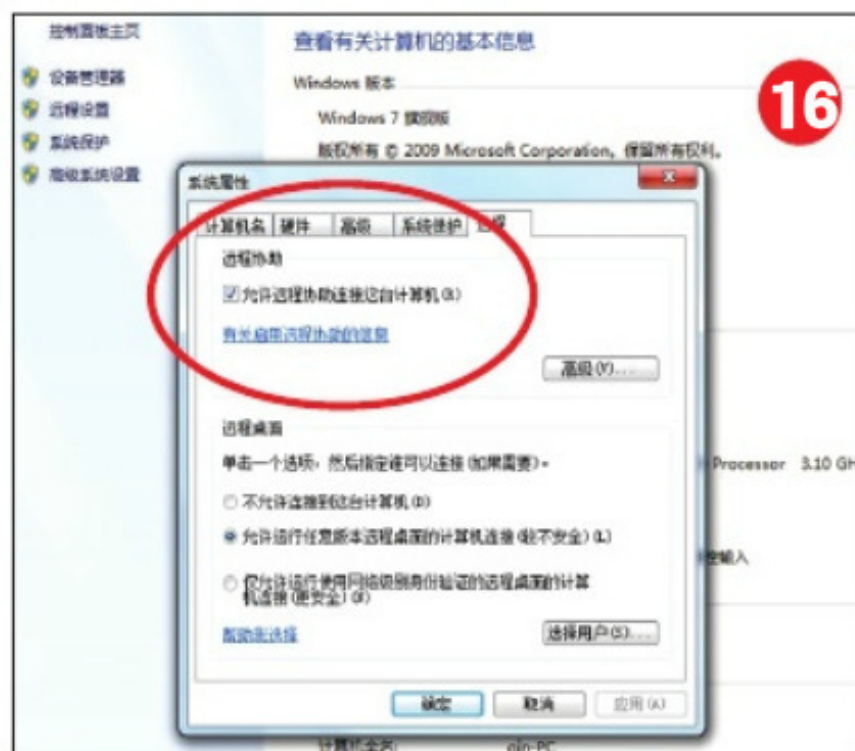 控制面板主页
设备管理器
远程设置
系统保护
高级系统设置
查看有关计算机的基本信息
Windows 版本
Windows 7 旗舰版
版权所有 © 2009 Microsoft Corporation。保留所有权利。
16
系统属性
计算机名 硬件 高级 系统保护 远程
远程协助
允许远程协助连接这台计算机(R)
有关启用远程协助的信息
高级(V)...
远程桌面
单击一个选项，然后指定谁可以连接(如果需要)。
不允许连接到这台计算机(D)
允许运行任意版本远程桌面的计算机连接(较不安全)(L)
仅允许运行使用网络级别身份验证的远程桌面的计算
机连接(更安全)(N)
帮助我选择
选择用户(S)...
确定 取消 应用(A)
Processor 3.10 GH
输入
计算机全名: qin-PC